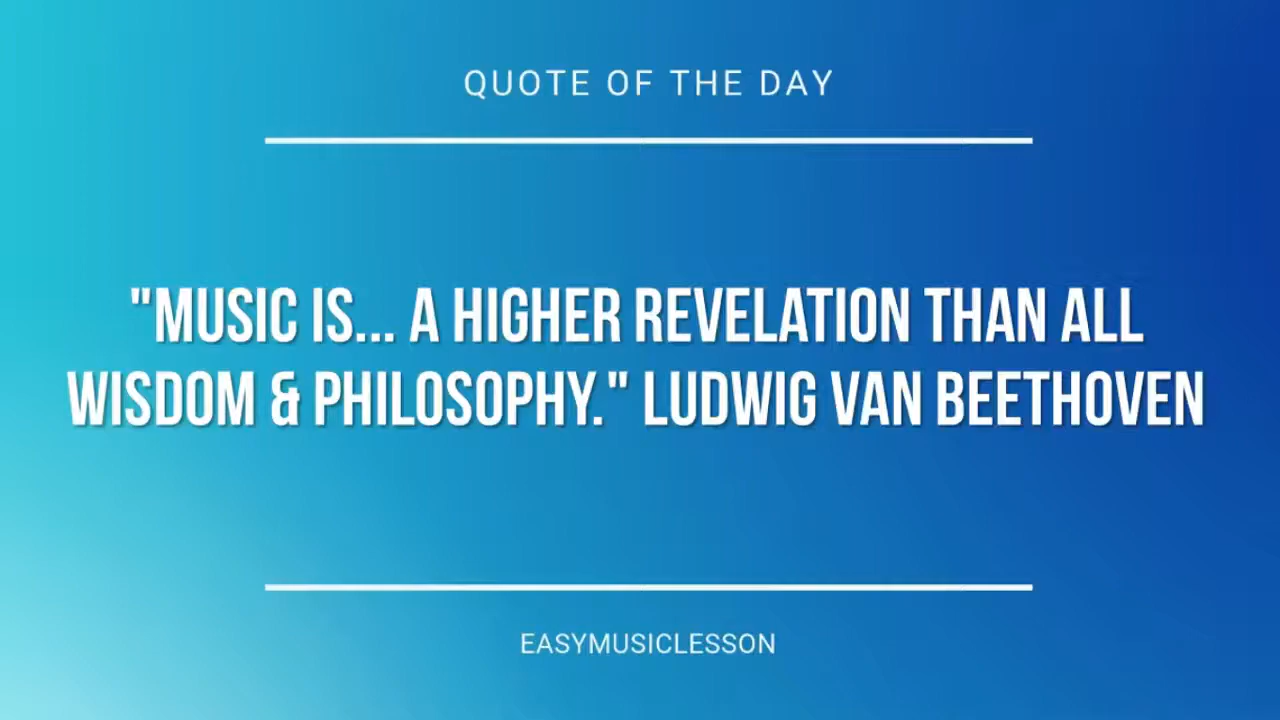 QUOTE OF THE DAY
"MUSIC IS... A HIGHER REVELATION THAN ALL
WISDOM & PHILOSOPHY." LUDWIG VAN BEETHOVEN
EASYMUSICLESSON